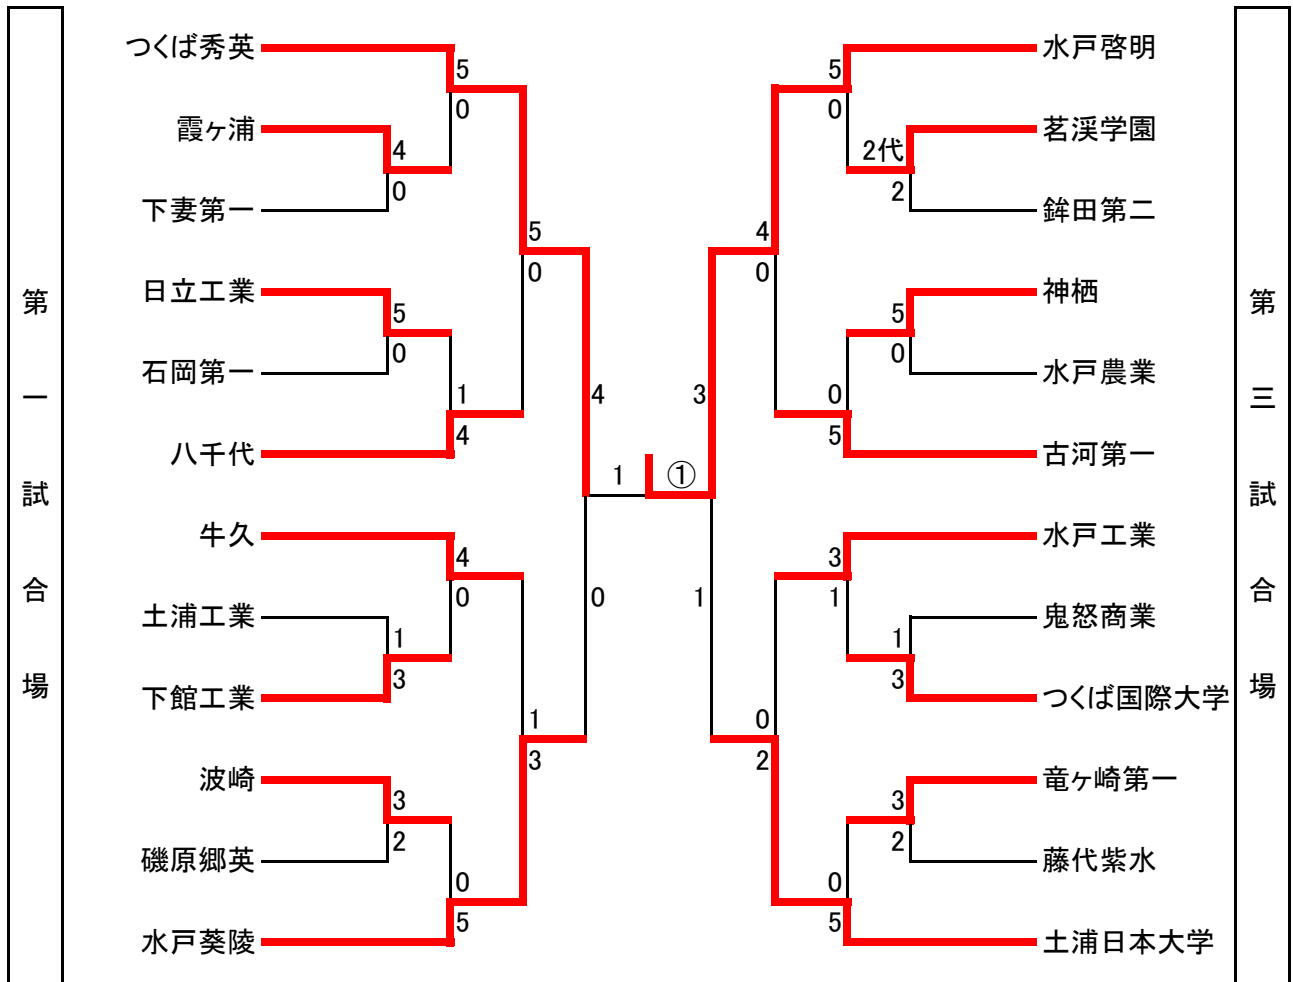 第一試合場
つくば秀英
5
0
霞ヶ浦
4
0
下妻第一
5
0
日立工業
5
0
石岡第一
1
4
八千代
4
牛久
4
0
土浦工業
1
3
下館工業
0
1
3
波崎
3
2
磯原郷英
0
5
水戸葵陵
1
①
水戸啓明
5
0
茗渓学園
2代
2
鉾田第二
4
0
神栖
5
0
水戸農業
3
0
5
古河第一
水戸工業
3
1
鬼怒商業
1
3
つくば国際大学
1
0
2
竜ヶ崎第一
3
2
藤代紫水
0
5
土浦日本大学
第三試合場